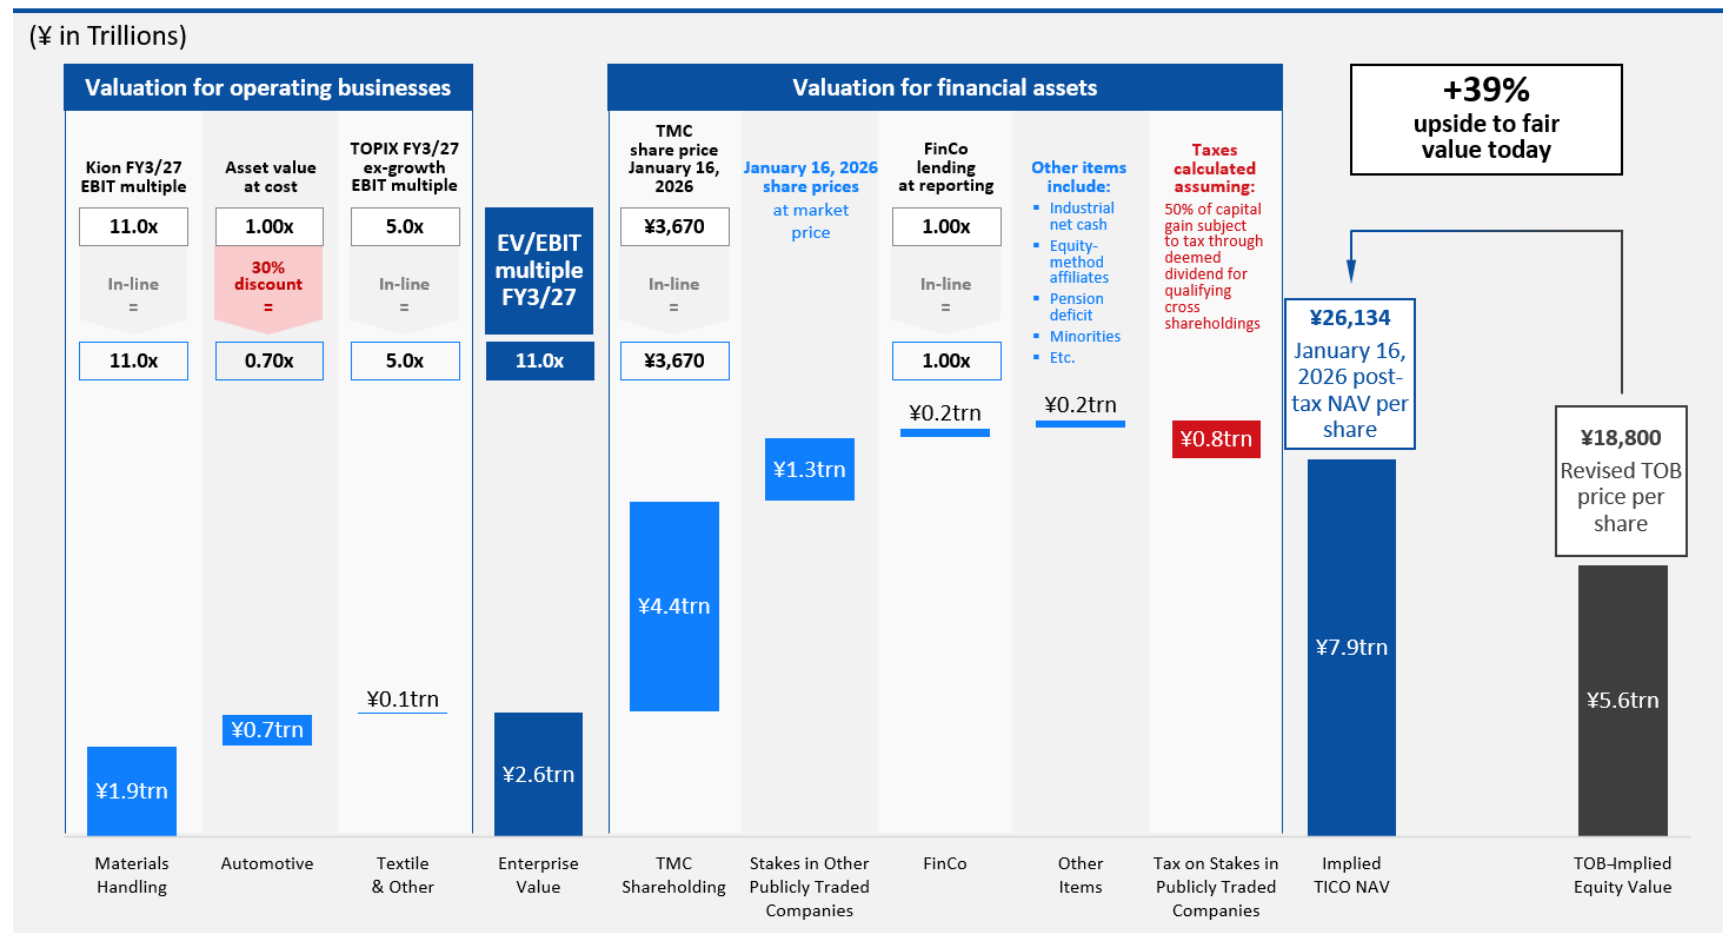 (¥ in Trillions)
Valuation for operating businesses
Valuation for financial assets
+39%
upside to fair
value today
Kion FY3/27
EBIT multiple
11.0x
In-line
=
11.0x
Asset value
at cost
1.00x
30%
discount
=
0.70x
TOPIX FY3/27
ex-growth
EBIT multiple
5.0x
In-line
=
5.0x
EV/EBIT
multiple
FY3/27
11.0x
TMC
share price
January 16,
2026
¥3,670
In-line
=
¥3,670
January 16, 2026
share prices
at market
price
FinCo
lending
at reporting
1.00x
In-line
=
1.00x
Other items
include:
▪ Industrial
net cash
▪ Equity-
method
affiliates
▪ Pension
deficit
▪ Minorities
▪ Etc.
Taxes
calculated
assuming:
50% of capital
gain subject
to tax through
deemed
dividend for
qualifying
cross
shareholdings
¥26,134
January 16,
2026 post-
tax NAV per
share
¥18,800
Revised TOB
price per
share
¥1.9trn
¥0.7trn
¥0.1trn
¥2.6trn
¥4.4trn
¥1.3trn
¥0.2trn
¥0.2trn
¥0.8trn
¥7.9trn
¥5.6trn
Materials
Handling
Automotive
Textile
& Other
Enterprise
Value
TMC
Shareholding
Stakes in Other
Publicly Traded
Companies
FinCo
Other
Items
Tax on Stakes in
Publicly Traded
Companies
Implied
TICO NAV
TOB-Implied
Equity Value